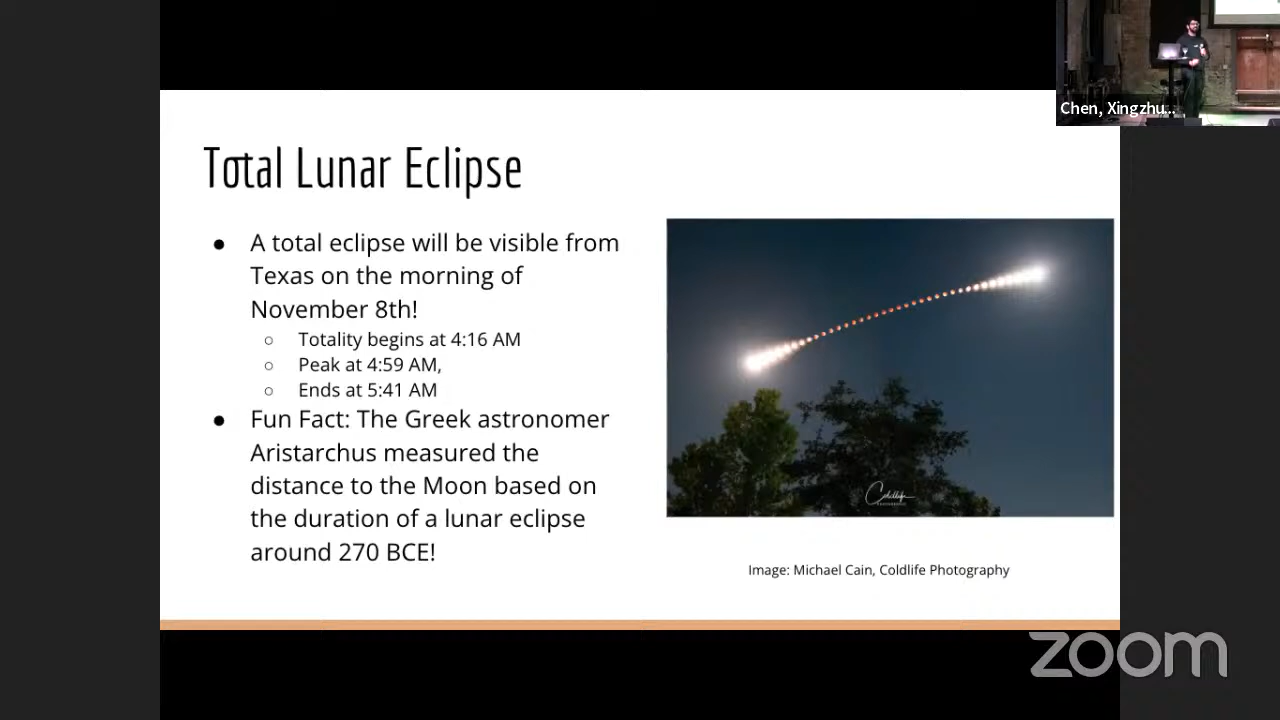 Chen, Xingzhu...
Total Lunar Eclipse
● A total eclipse will be visible from
Texas on the morning of
November 8th!
○ Totality begins at 4:16 AM
○ Peak at 4:59 AM,
○ Ends at 5:41 AM
● Fun Fact: The Greek astronomer
Aristarchus measured the
distance to the Moon based on
the duration of a lunar eclipse
around 270 BCE!
Coldlife
Image: Michael Cain, Coldlife Photography
zoom